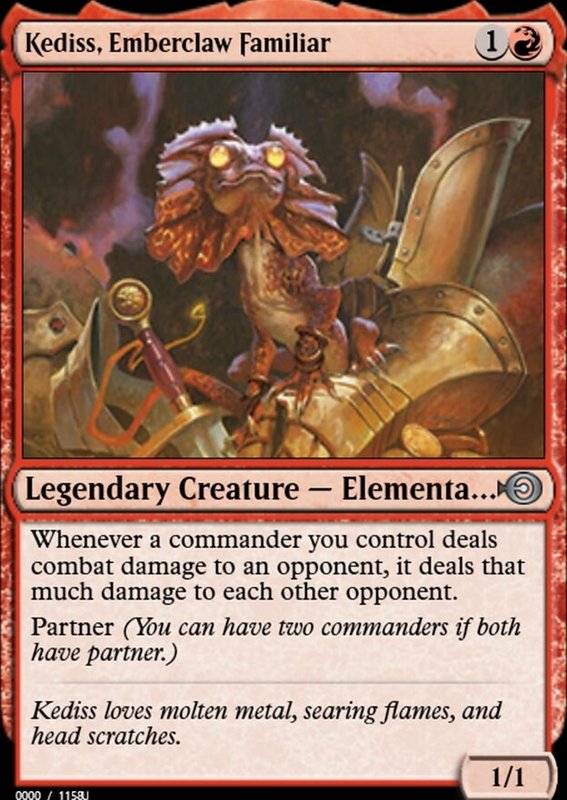 Kediss, Emberclaw Familiar 1
Legendary Creature — Elementa...
Whenever a commander you control deals
combat damage to an opponent, it deals that
much damage to each other opponent.
Partner (You can have two commanders if both
have partner.)
Kediss loves molten metal, searing flames, and
head scratches.
1/1
0000 / 1158U